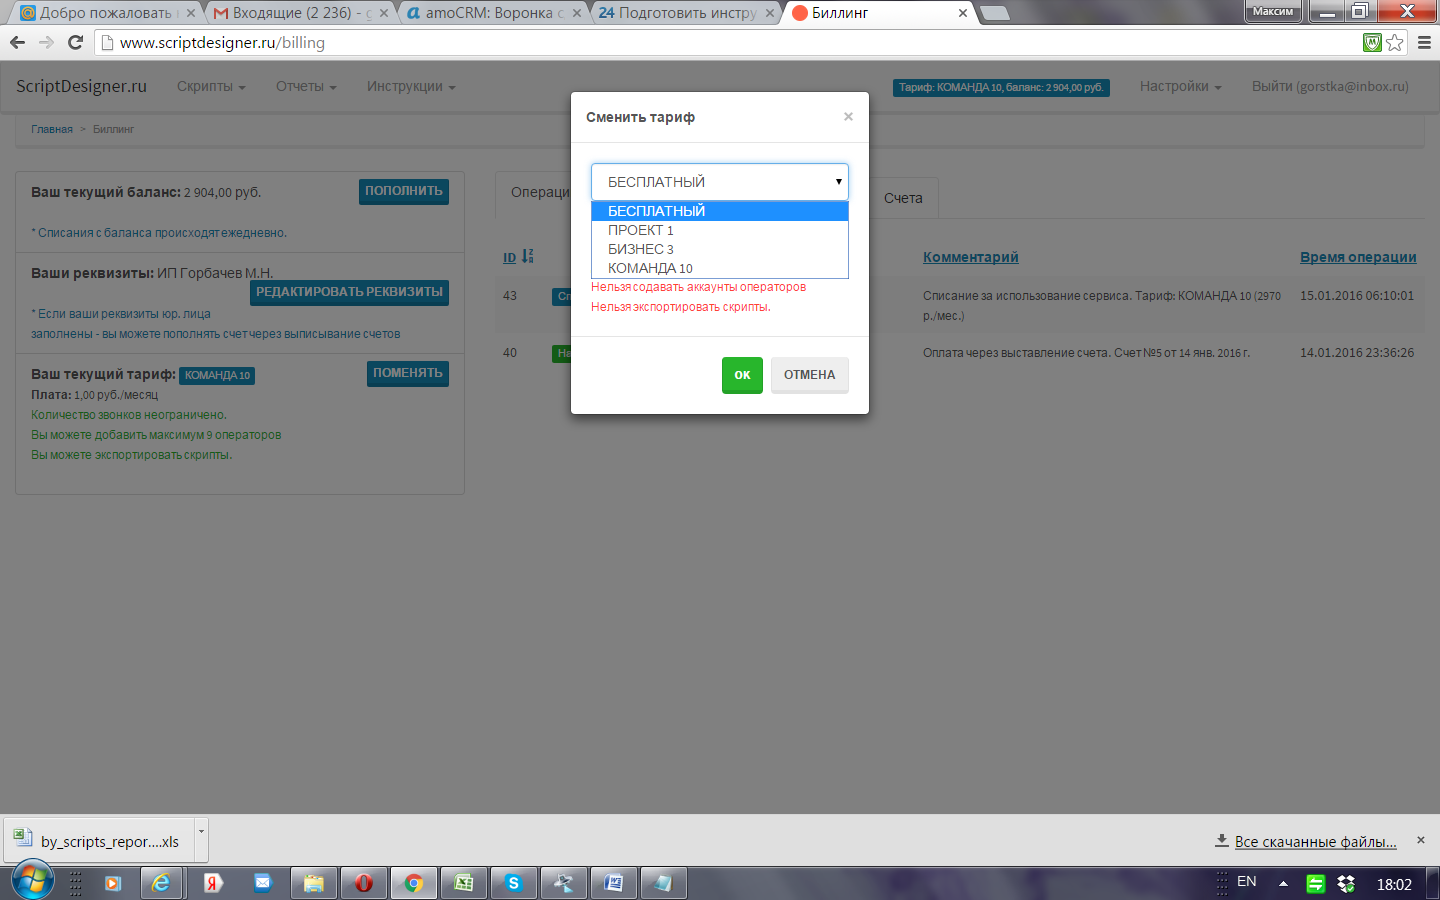 Добро пожаловать
Входящие (2 236) - g
amoCRM: Воронка с
24 Подготовить инстру
Биллинг
Максим
www.scriptdesigner.ru/billing
ScriptDesigner.ru
Скрипты
Отчеты
Инструкции
Тариф: КОМАНДА 10, баланс: 2 904,00 руб.
Настройки
Выйти (gorstka@inbox.ru)
Главная > Биллинг
Сменить тариф
×
БЕСПЛАТНЫЙ
БЕСПЛАТНЫЙ
ПРОЕКТ 1
БИЗНЕС 3
КОМАНДА 10
Нельзя содавать аккаунты операторов
Нельзя экспортировать скрипты.
ОК
ОТМЕНА
Ваш текущий баланс: 2 904,00 руб.
ПОПОЛНИТЬ
* Списания с баланса происходят ежедневно.
Ваши реквизиты: ИП Горбачев М.Н.
РЕДАКТИРОВАТЬ РЕКВИЗИТЫ
* Если ваши реквизиты юр. лица
заполнены - вы можете пополнять счет через выписывание счетов
Ваш текущий тариф: КОМАНДА 10
ПОМЕНЯТЬ
Плата: 1,00 руб./месяц
Количество звонков неограничено.
Вы можете добавить максимум 9 операторов
Вы можете экспортировать скрипты.
Операци
Счета
ID
Комментарий
Время операции
43
Сп
Списание за использование сервиса. Тариф: КОМАНДА 10 (2970
р./мес.)
15.01.2016 06:10:01
40
На
Оплата через выставление счета. Счет №5 от 14 янв. 2016 г.
14.01.2016 23:36:26
by_scripts_repor....xls
Все скачанные файлы...
EN
18:02